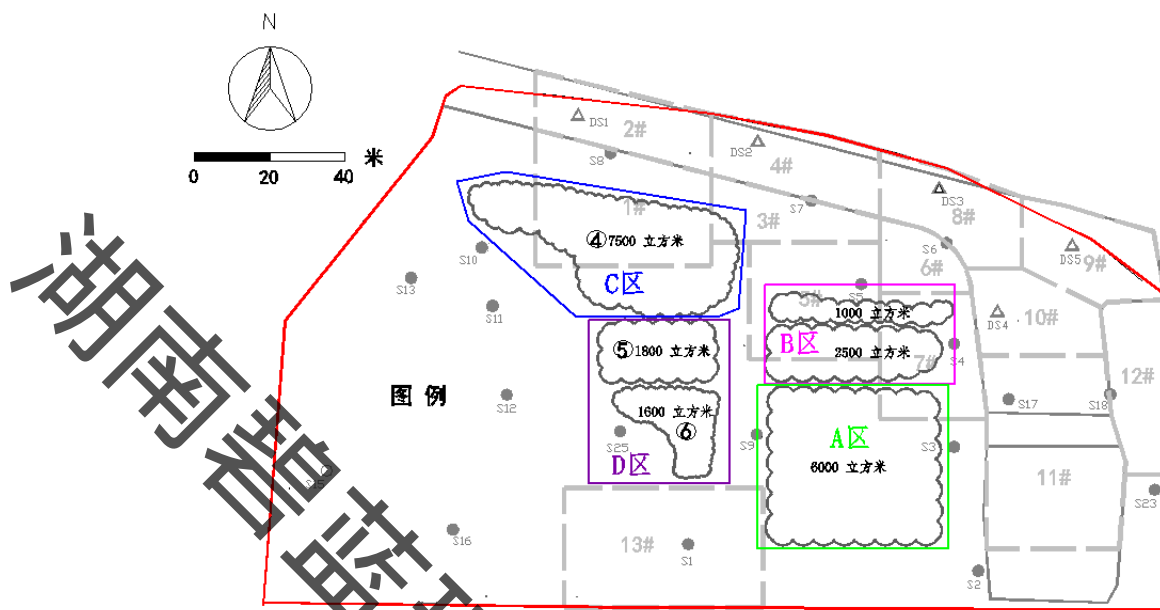 N
米
0 20 40
DS1
2#
DS2
4#
S8
DS3
8#
S7
1#
3#
④7500 立方米
S10
S6
DS5
9#
6#
C区
S13
S11
5#
S5
1000 立方米
DS4
10#
B区
2500 立方米
7#
S4
⑤1800 立方米
12#
图 例
S12
1600 立方米
⑥
S25
D区
S9
A区
S3
6000 立方米
S17
S18
S15
11#
S23
S16
13#
S1
S2
湖南碧蓝